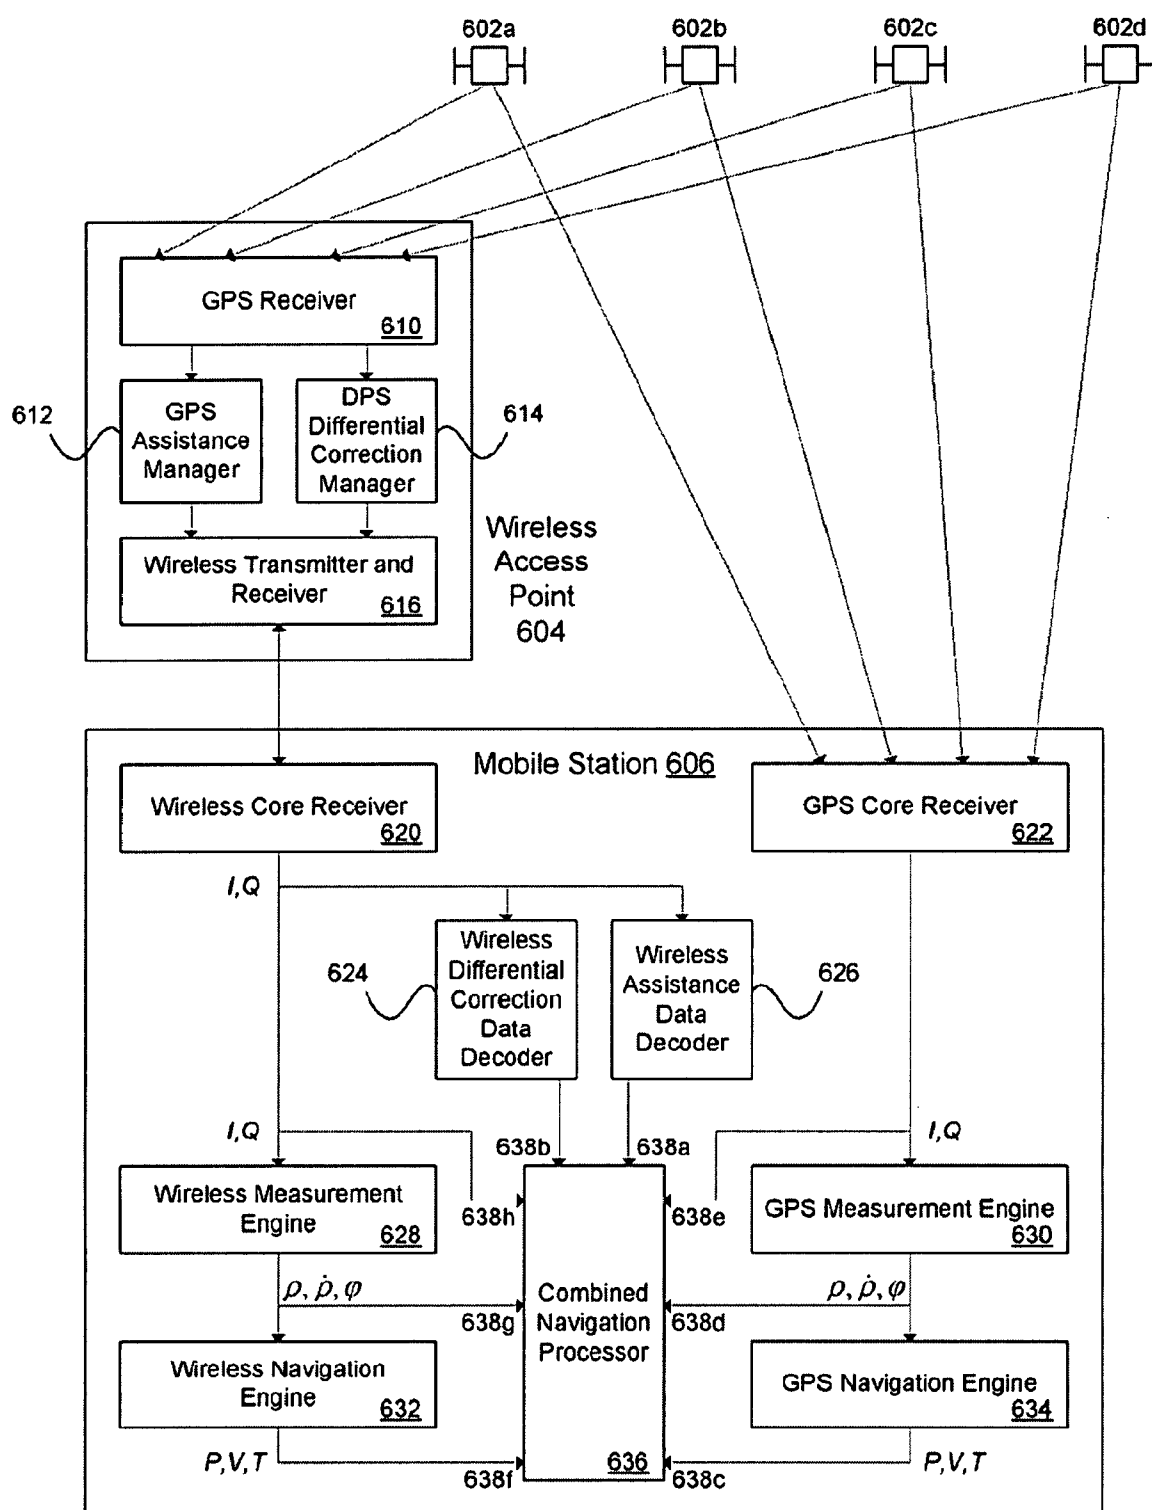 602a
602b
602c
602d
GPS Receiver
610
612
GPS
Assistance
Manager
DPS
Differential
Correction
Manager
614
Wireless Transmitter and
Receiver
616
Wireless
Access
Point
604
Mobile Station 606
Wireless Core Receiver
620
GPS Core Receiver
622
I,Q
624
Wireless
Differential
Correction
Data
Decoder
Wireless
Assistance
Data
Decoder
626
I,Q
638b
638a
I,Q
Wireless Measurement
Engine
628
638h
638e
GPS Measurement Engine
630
ρ, ρ̇, φ
638g
Combined
Navigation
Processor
636
638d
ρ, ρ̇, φ
Wireless Navigation
Engine
632
GPS Navigation Engine
634
P,V,T
638f
638c
P,V,T